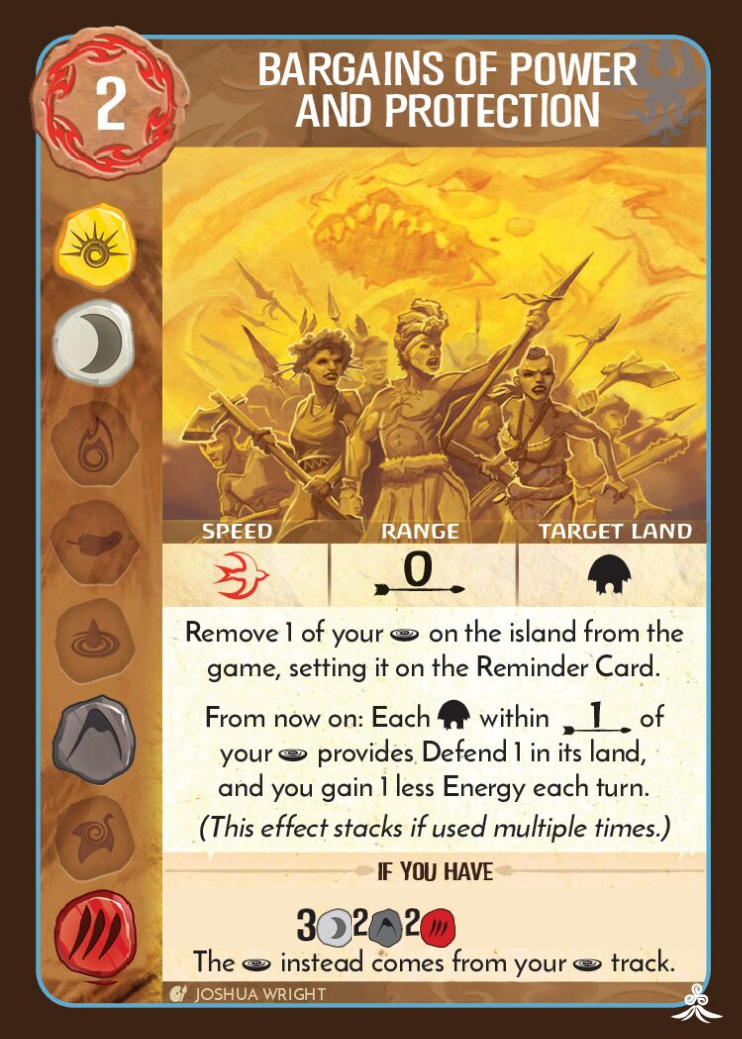 2
BARGAINS OF POWER
AND PROTECTION
SPEED RANGE TARGET LAND
0
Remove 1 of your on the island from the
game, setting it on the Reminder Card.
From now on: Each within 1 of
your provides Defend 1 in its land,
and you gain 1 less Energy each turn.
(This effect stacks if used multiple times.)
IF YOU HAVE
3 2 2
The instead comes from your track.
JOSHUA WRIGHT